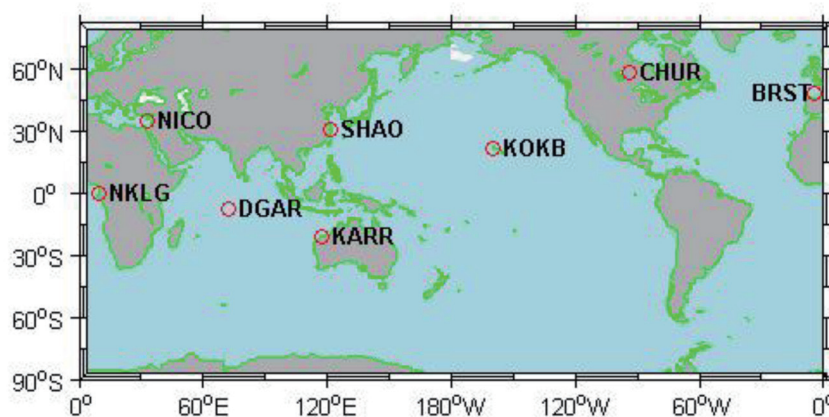 60°N
CHUR
BRST
NICO
SHAO
30°N
KOKB
NKLG
0°
DGAR
KARR
30°S
60°S
90°S
0°
60°E
120°E
180°W
120°W
60°W
0°